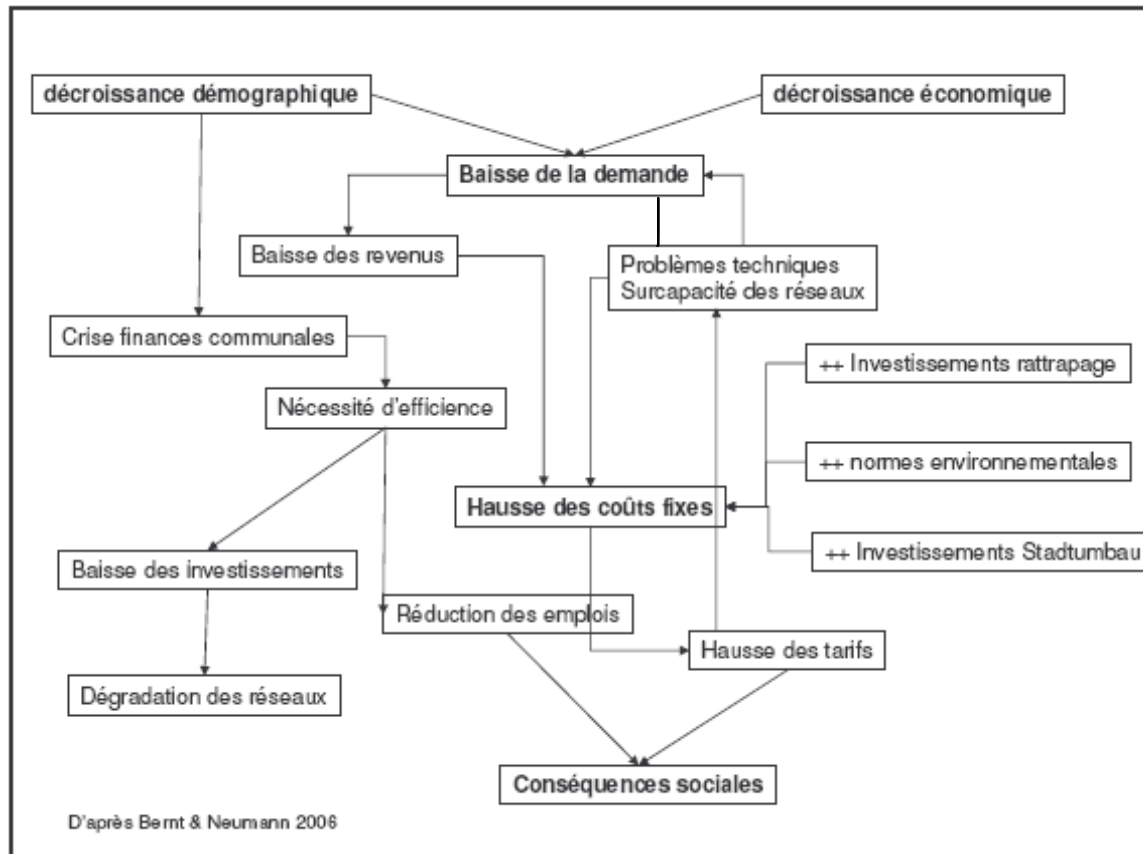 décroissance démographique
décroissance économique
Baisse de la demande
Baisse des revenus
Problèmes techniques
Surcapacité des réseaux
Crise finances communales
++ Investissements rattrapage
Nécessité d'efficience
++ normes environnementales
Hausse des coûts fixes
++ Investissements Stadtumbau
Baisse des investissements
Réduction des emplois
Hausse des tarifs
Dégradation des réseaux
Conséquences sociales
D'après Bernt & Neumann 2006